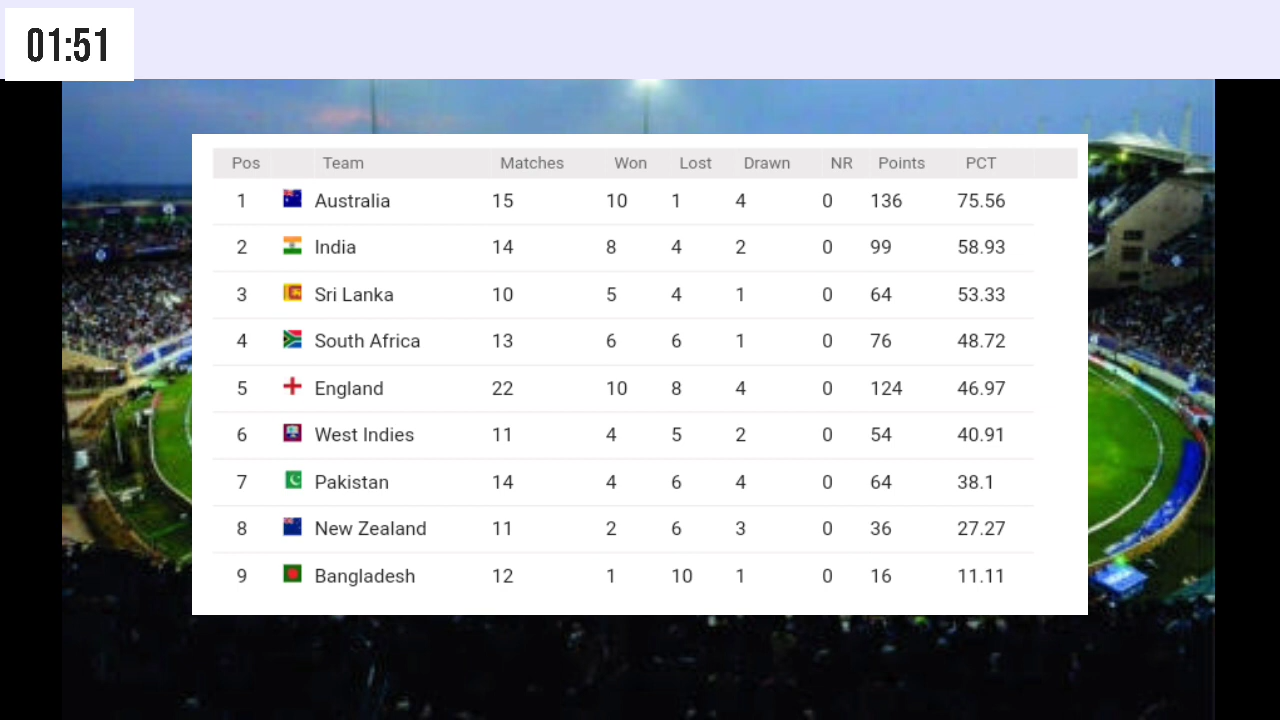 01:51
Pos Team Matches Won Lost Drawn NR Points PCT
1 Australia 15 10 1 4 0 136 75.56
2 India 14 8 4 2 0 99 58.93
3 Sri Lanka 10 5 4 1 0 64 53.33
4 South Africa 13 6 6 1 0 76 48.72
5 England 22 10 8 4 0 124 46.97
6 West Indies 11 4 5 2 0 54 40.91
7 Pakistan 14 4 6 4 0 64 38.1
8 New Zealand 11 2 6 3 0 36 27.27
9 Bangladesh 12 1 10 1 0 16 11.11